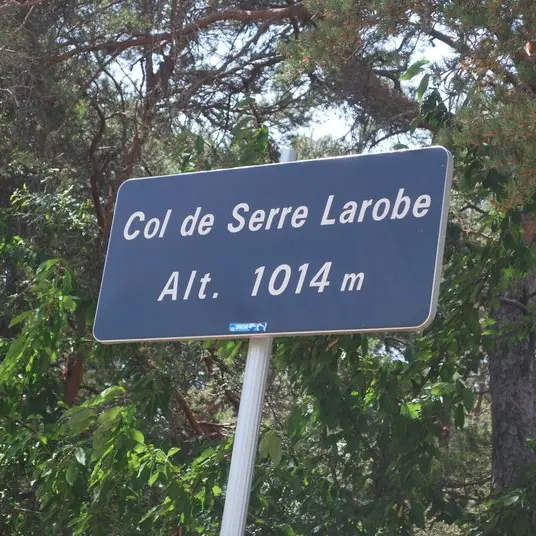 Col de Serre Larobe
Alt. 1014 m